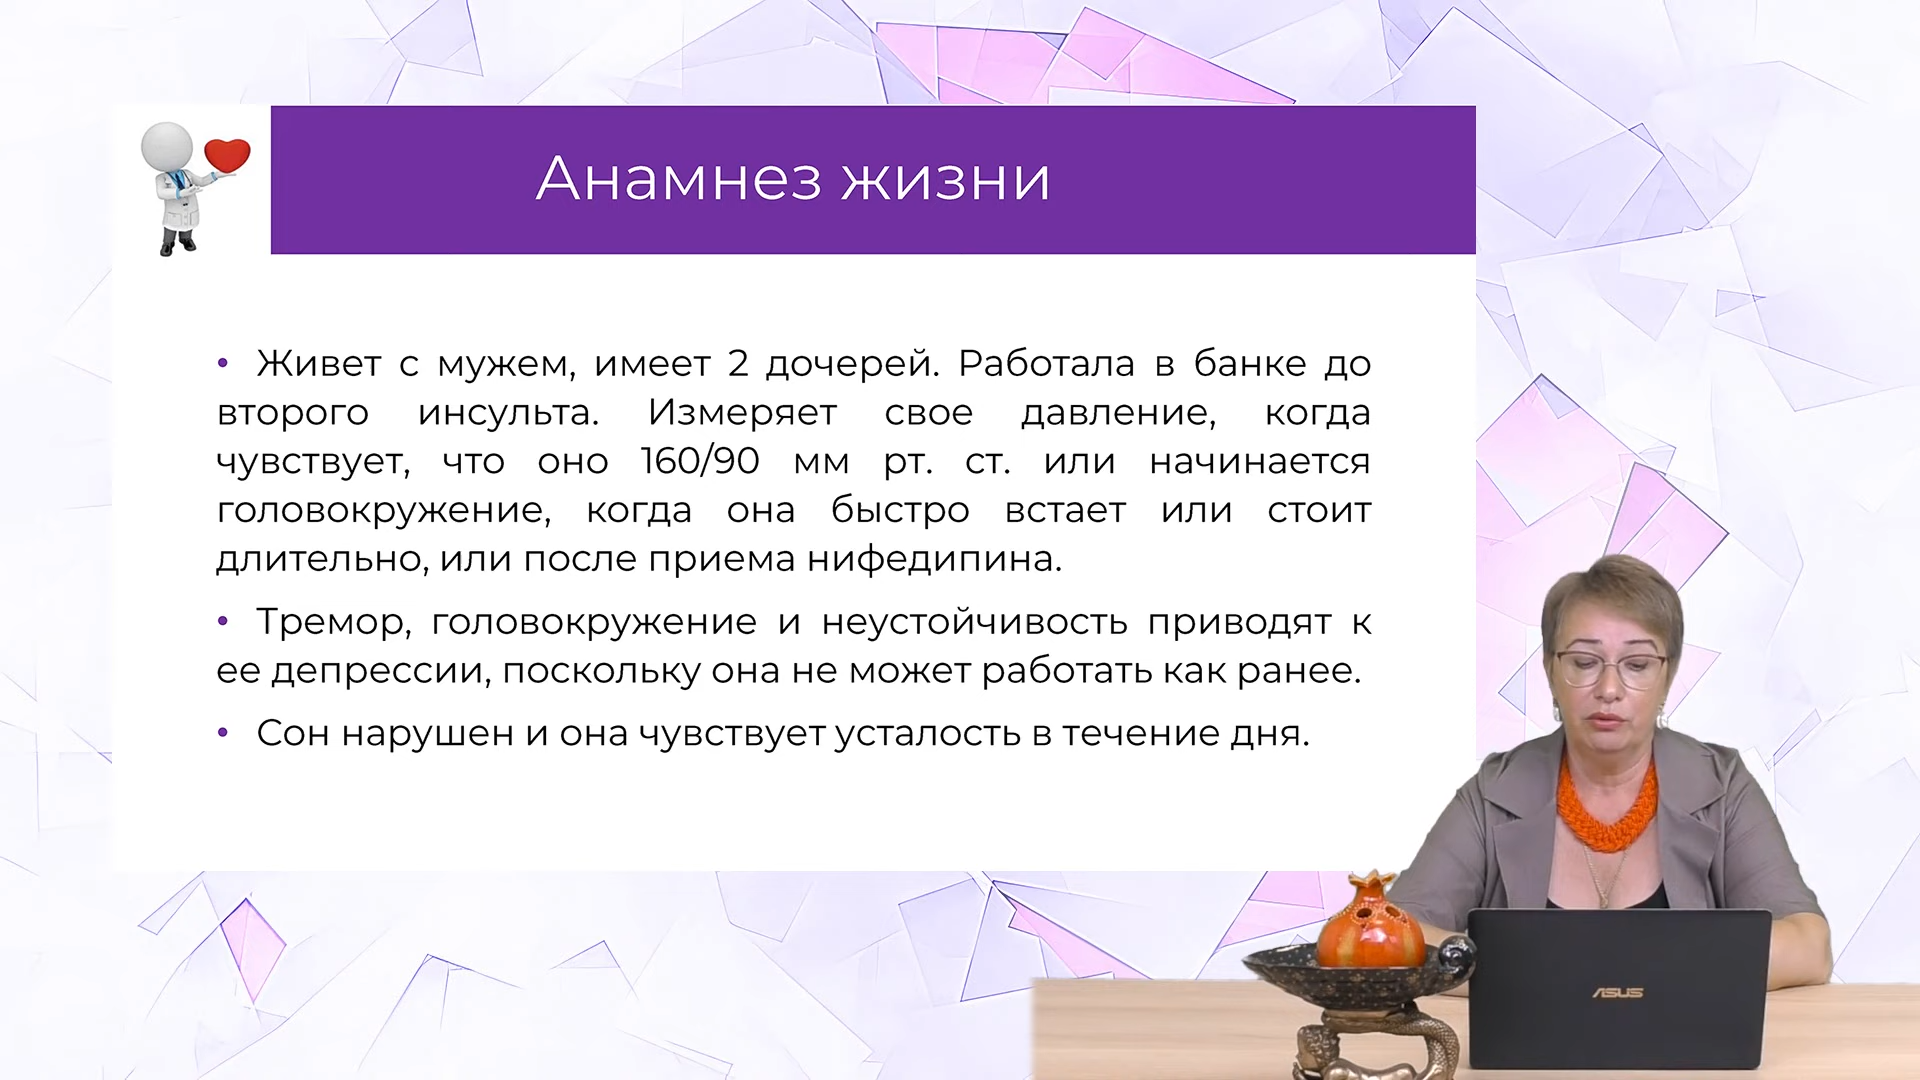 Анамнез жизни
• Живет с мужем, имеет 2 дочерей. Работала в банке до
второго инсульта. Измеряет свое давление, когда
чувствует, что оно 160/90 мм рт. ст. или начинается
головокружение, когда она быстро встает или стоит
длительно, или после приема нифедипина.
• Тремор, головокружение и неустойчивость приводят к
ее депрессии, поскольку она не может работать как ранее.
• Сон нарушен и она чувствует усталость в течение дня.
ASUS